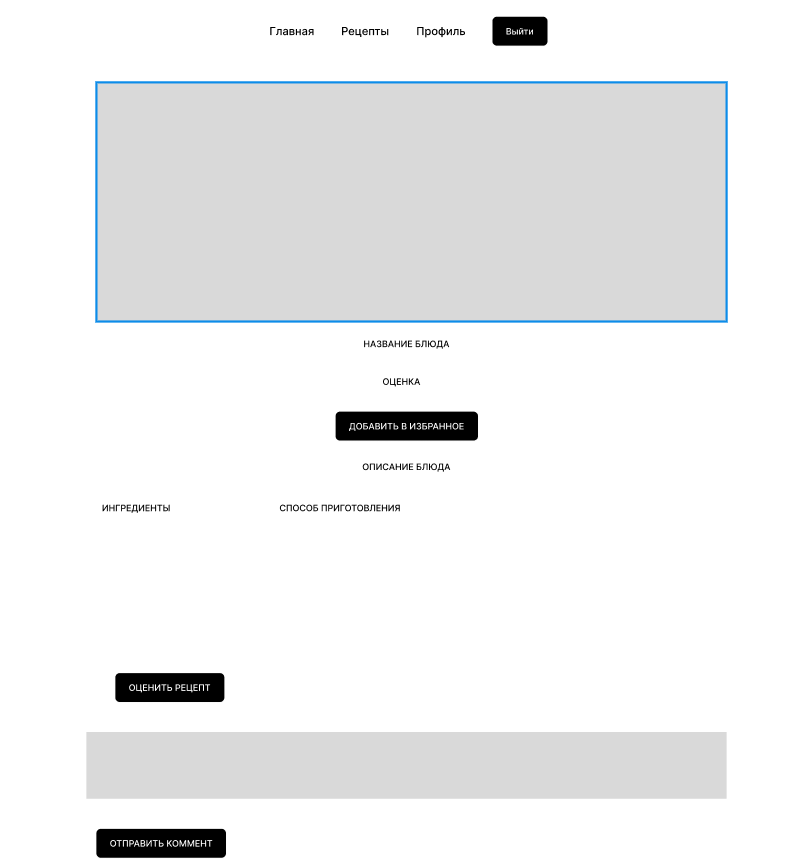 Главная Рецепты Профиль Выйти
НАЗВАНИЕ БЛЮДА
ОЦЕНКА
ДОБАВИТЬ В ИЗБРАННОЕ
ОПИСАНИЕ БЛЮДА
ИНГРЕДИЕНТЫ СПОСОБ ПРИГОТОВЛЕНИЯ
ОЦЕНИТЬ РЕЦЕПТ
ОТПРАВИТЬ КОММЕНТ